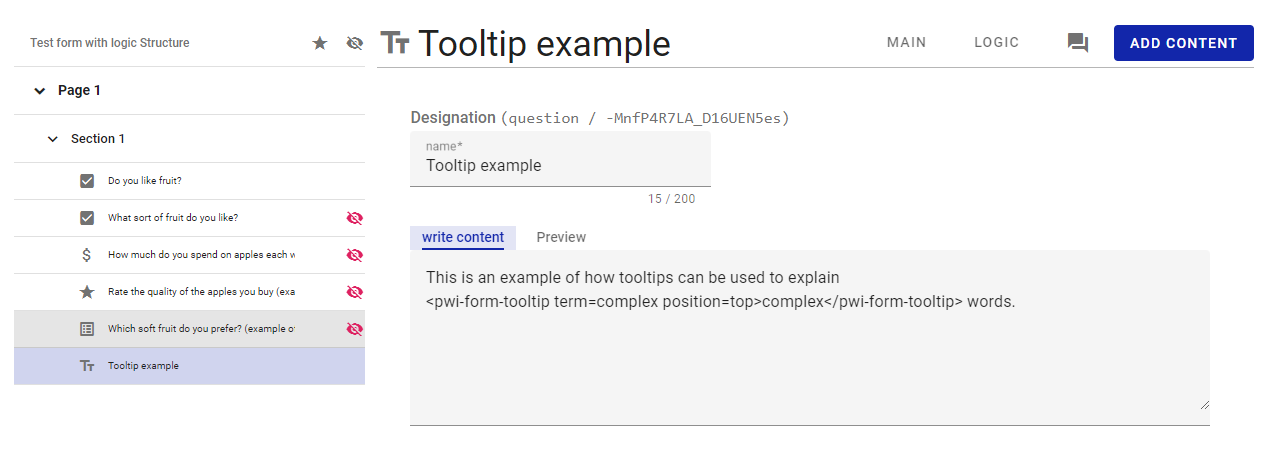 Test form with logic Structure
Page 1
Section 1
Do you like fruit?
What sort of fruit do you like?
How much do you spend on apples each w
Rate the quality of the apples you buy (exa
Which soft fruit do you prefer? (example o
Tooltip example
Tooltip example
MAIN
LOGIC
ADD CONTENT
Designation (question / -MnfP4R7LA_D16UEN5es)
name*
Tooltip example
15 / 200
write content
Preview
This is an example of how tooltips can be used to explain
<pwi-form-tooltip term=complex position=top>complex</pwi-form-tooltip> words.